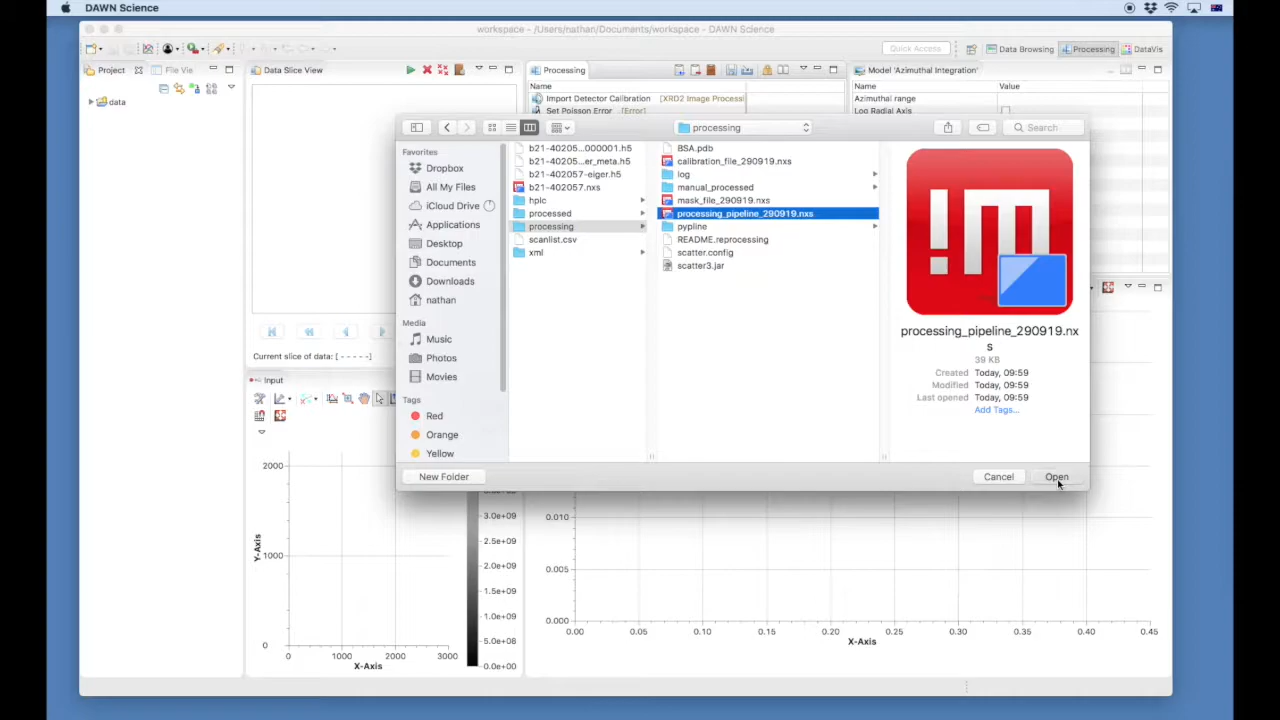 DAWN Science
workspace - /Users/nathan/Documents/workspace - DAWN Science
Quick Access
Data Browsing
Processing
DataVis
Project
File Vie
Data Slice View
Processing
Model 'Azimuthal Integration'
data
Name
Import Detector Calibration [XRD2 Image Processi
Set Poisson Error [Error]
Name Value
Azimuthal range
Log Radial Axis
processing
Search
Favorites
Dropbox
All My Files
iCloud Drive
Applications
Desktop
Documents
Downloads
nathan
Media
Music
Photos
Movies
Tags
Red
Orange
Yellow
b21-40205...000001.h5
b21-40205...er_meta.h5
b21-402057-eiger.h5
b21-402057.nxs
hplc
processed
processing
scanlist.csv
xml
BSA.pdb
calibration_file_290919.nxs
log
manual_processed
mask_file_290919.nxs
processing_pipeline_290919.nxs
pypline
README.reprocessing
scatter.config
scatter3.jar
processing_pipeline_290919.nx
s
39 KB
Created Today, 09:59
Modified Today, 09:59
Last opened Today, 09:59
Add Tags...
New Folder
Cancel
Open
Current slice of data: [ - - - - -]
Input
2000
1000
0
Y-Axis
0 1000 2000 3000
X-Axis
3.0e+09
2.5e+09
2.0e+09
1.5e+09
1.0e+09
5.0e+08
0.0e+00
0.010
0.005
0.000
0.00 0.05 0.10 0.15 0.20 0.25 0.30 0.35 0.40 0.45
X-Axis